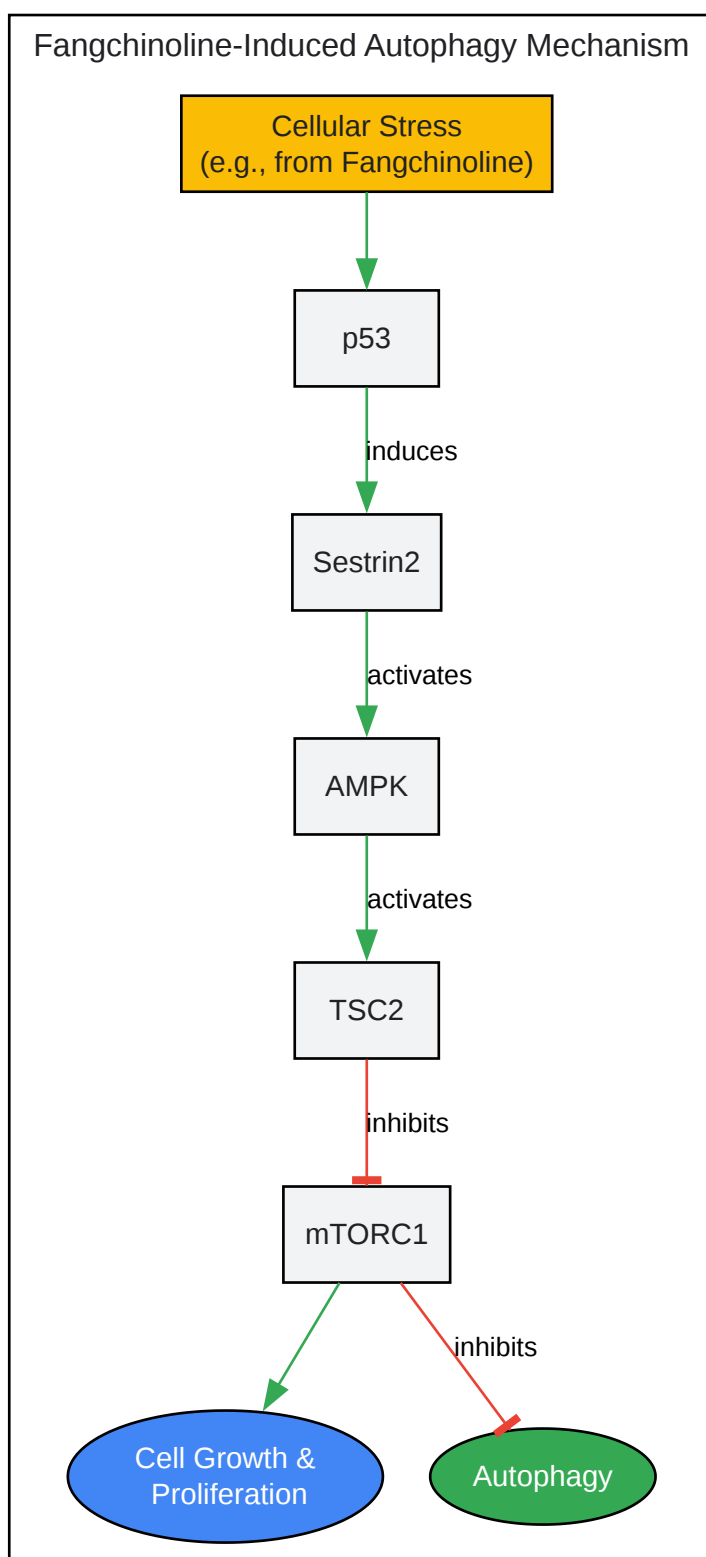 Fangchinoline-Induced Autophagy Mechanism
Cellular Stress
(e.g., from Fangchinoline)
p53
induces
Sestrin2
activates
AMPK
activates
TSC2
inhibits
mTORC1
inhibits
Cell Growth &
Proliferation
Autophagy